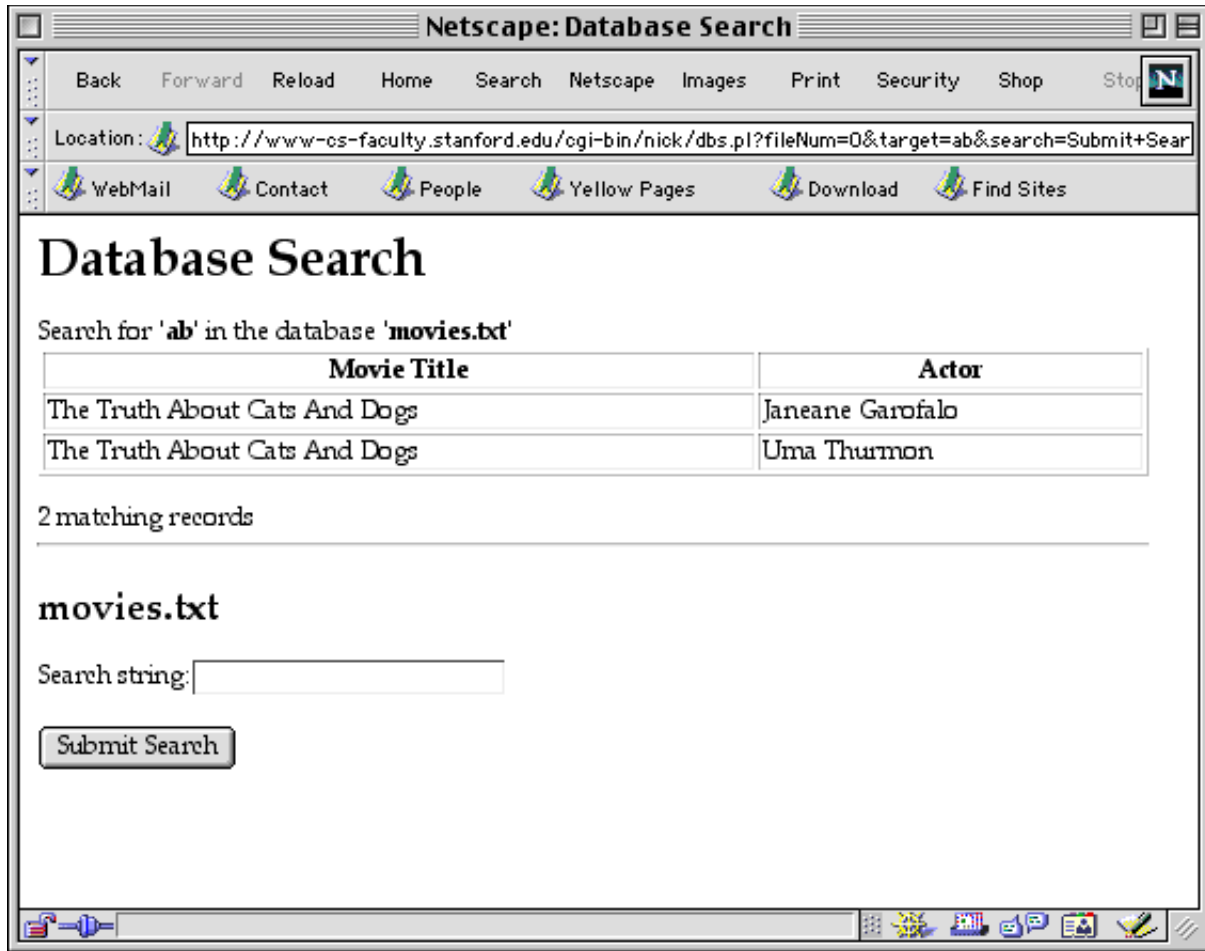 Netscape: Database Search
Back Forward Reload Home Search Netscape Images Print Security Shop Stop N
Location: http://www-cs-faculty.stanford.edu/cgi-bin/nick/dbs.pl?fileNum=0&target=ab&search=Submit+Sear
WebMail Contact People Yellow Pages Download Find Sites
Database Search
Search for 'ab' in the database 'movies.txt'
Movie Title Actor
The Truth About Cats And Dogs Janeane Garofalo
The Truth About Cats And Dogs Uma Thurmon
2 matching records
movies.txt
Search string:
Submit Search